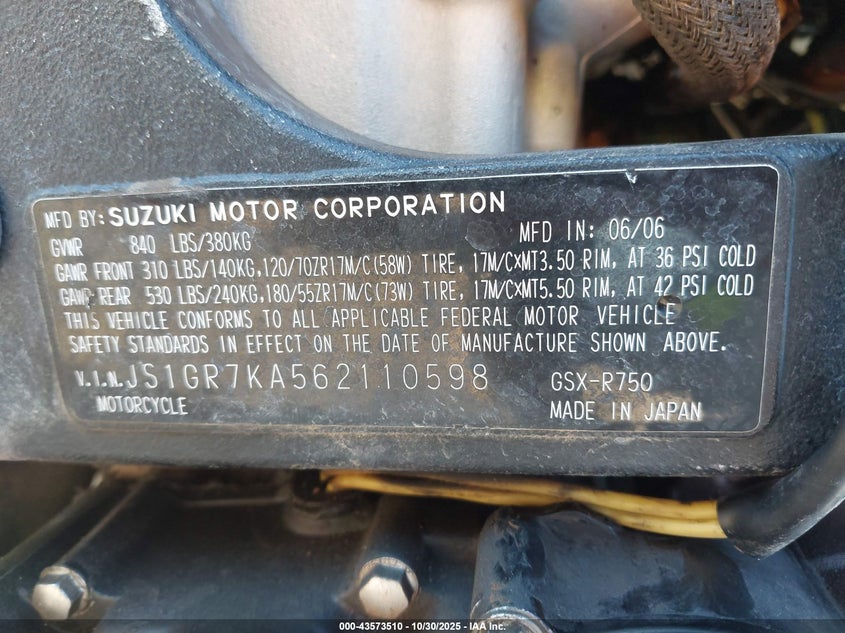 MFD BY: SUZUKI MOTOR CORPORATION
GVWR 840 LBS/380KG MFD IN: 06/06
GAWR FRONT 310 LBS/140KG,120/70ZR17M/C(58W) TIRE, 17M/C×MT3.50 RIM, AT 36 PSI COLD
GAWR REAR 530 LBS/240KG,180/55ZR17M/C(73W) TIRE, 17M/C×MT5.50 RIM, AT 42 PSI COLD
THIS VEHICLE CONFORMS TO ALL APPLICABLE FEDERAL MOTOR VEHICLE
SAFETY STANDARDS IN EFFECT ON THE DATE OF MANUFACTURE SHOWN ABOVE.
V.I.N. JS1GR7KA562110598 GSX-R750
MOTORCYCLE MADE IN JAPAN
000-43573510 - 10/30/2025 - IAA Inc.